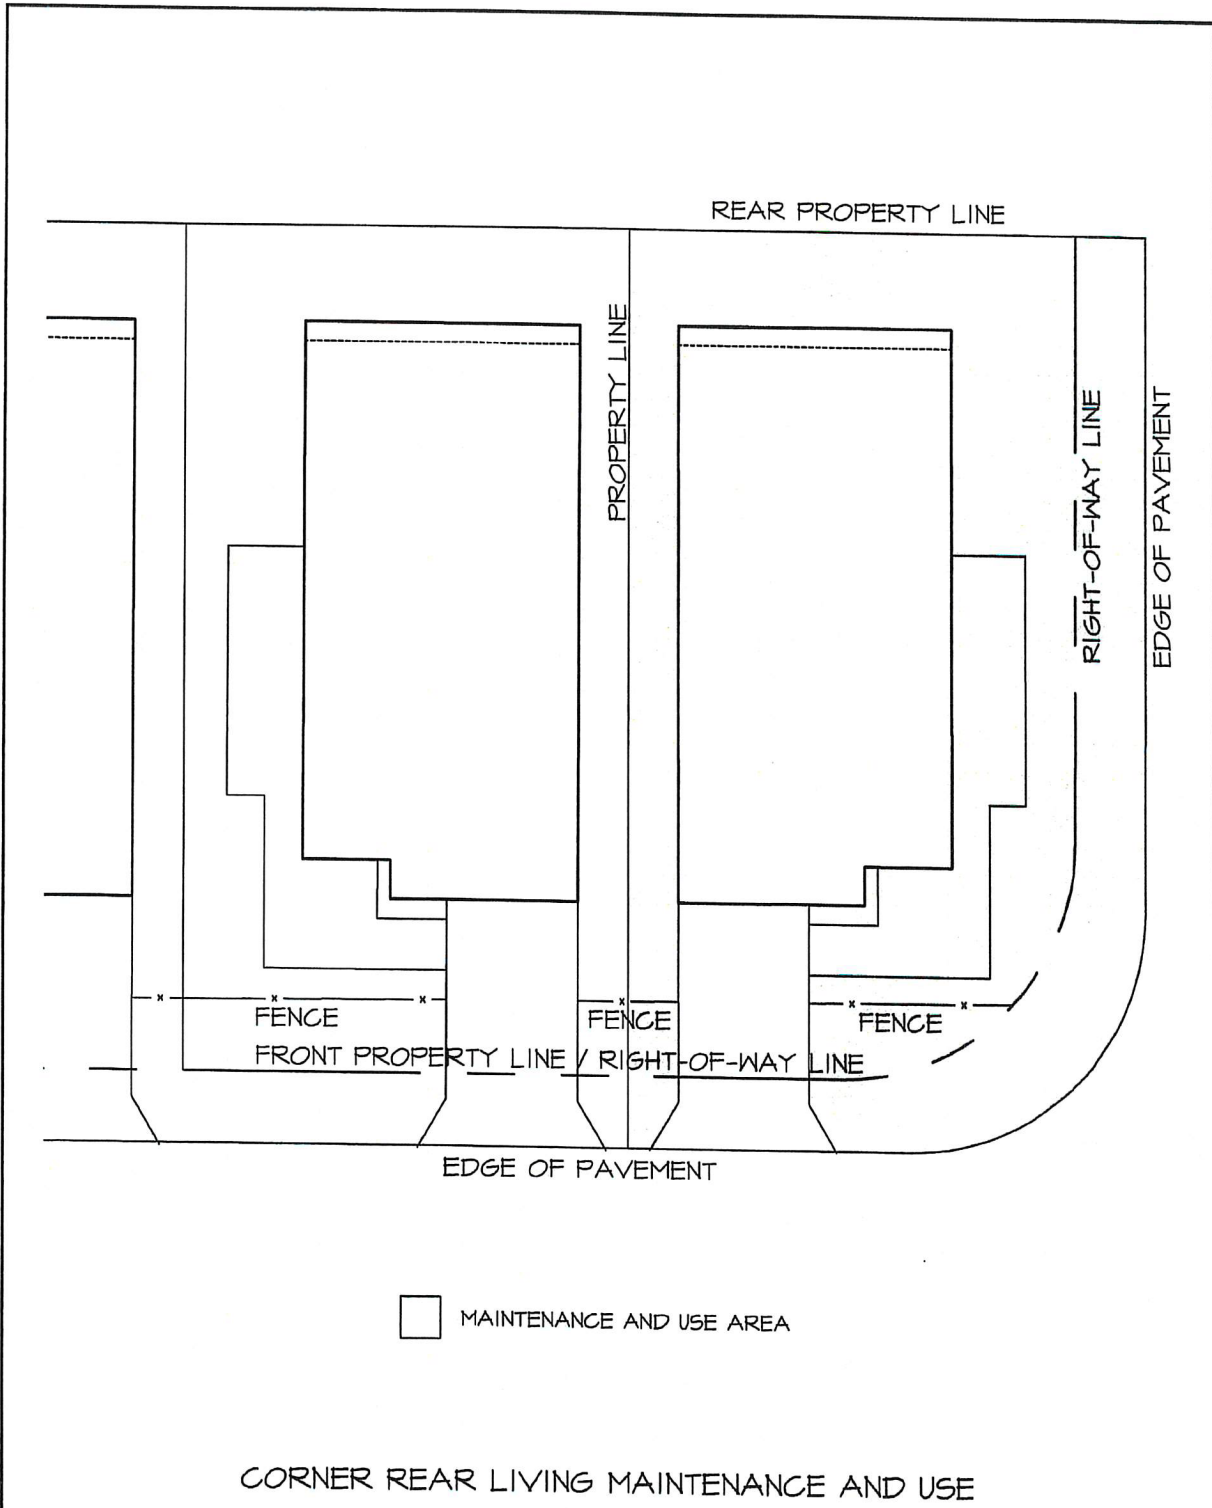 REAR PROPERTY LINE
PROPERTY LINE
RIGHT-OF-WAY LINE
EDGE OF PAVEMENT
FENCE
FENCE
FENCE
FRONT PROPERTY LINE / RIGHT-OF-WAY LINE
EDGE OF PAVEMENT
MAINTENANCE AND USE AREA
CORNER REAR LIVING MAINTENANCE AND USE